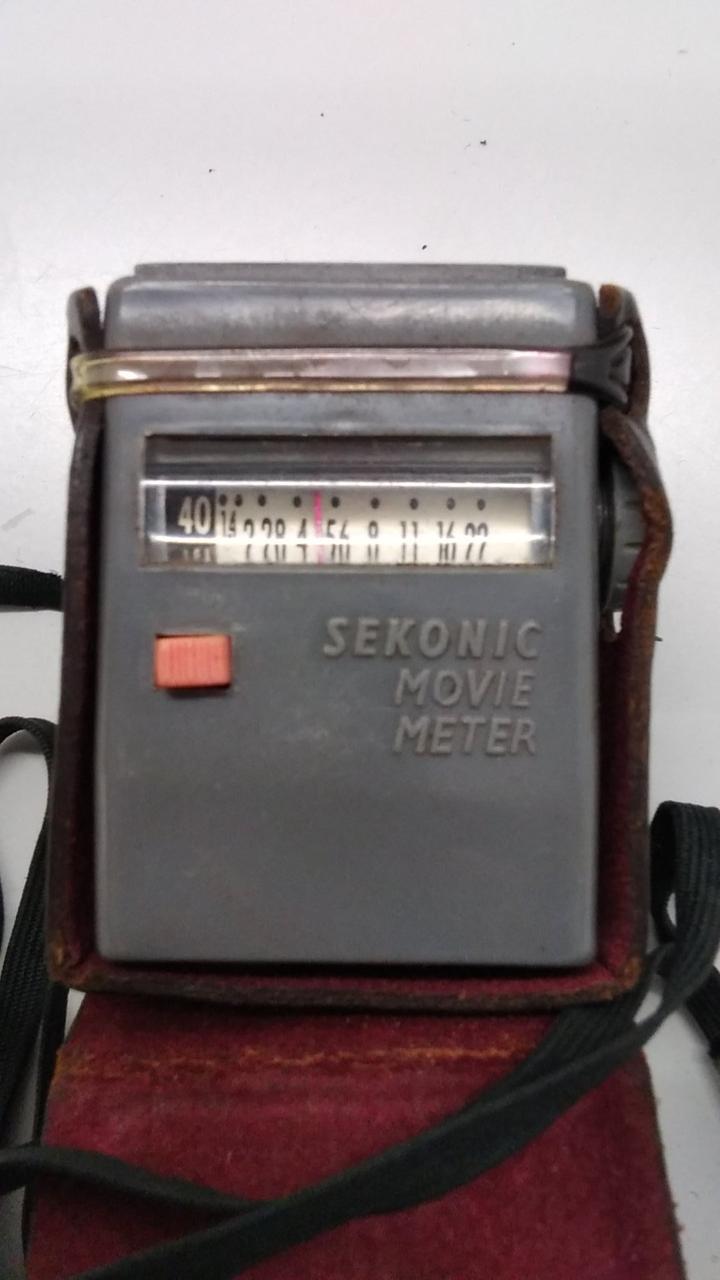 40 1.4 2 2.8 4 5.6 8 11 16 22
SEKONIC
MOVIE
METER